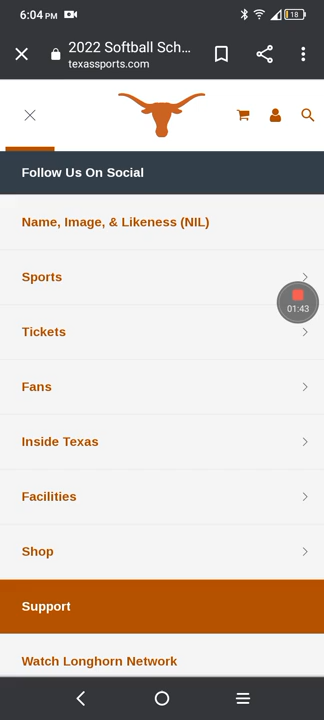 6:04 PM
18
2022 Softball Sch...
texassports.com
Follow Us On Social
Name, Image, & Likeness (NIL)
Sports
01:43
Tickets
Fans
Inside Texas
Facilities
Shop
Support
Watch Longhorn Network